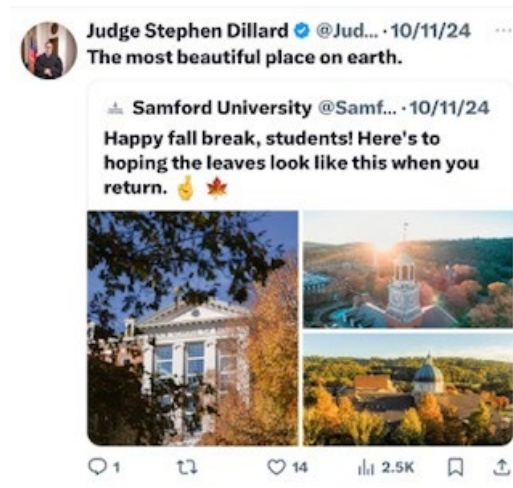 Judge Stephen Dillard @Jud... · 10/11/24 ...
The most beautiful place on earth.
Samford University @Samf... · 10/11/24
Happy fall break, students! Here's to
hoping the leaves look like this when you
return. 🤞 🍁
1 14 2.5K